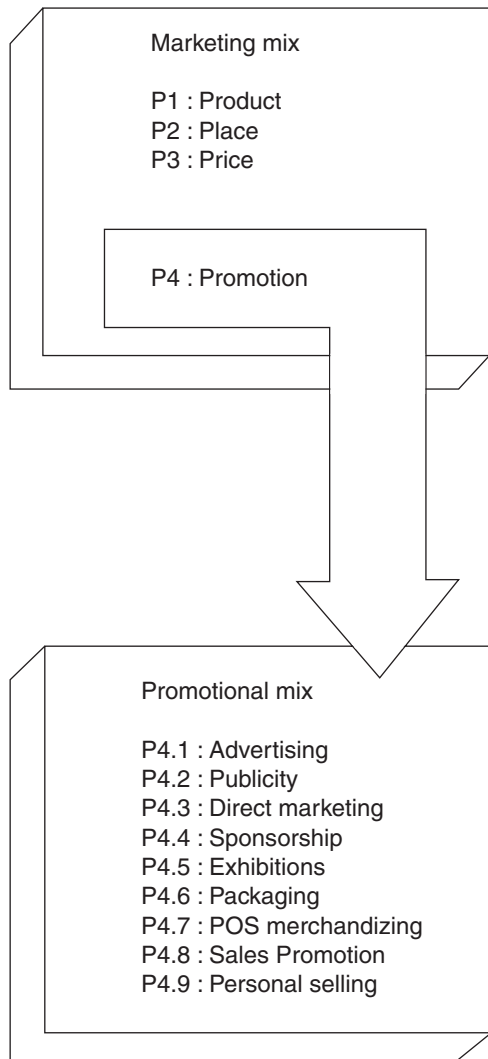 Marketing mix
P1 : Product
P2 : Place
P3 : Price
P4 : Promotion
Promotional mix
P4.1 : Advertising
P4.2 : Publicity
P4.3 : Direct marketing
P4.4 : Sponsorship
P4.5 : Exhibitions
P4.6 : Packaging
P4.7 : POS merchandizing
P4.8 : Sales Promotion
P4.9 : Personal selling